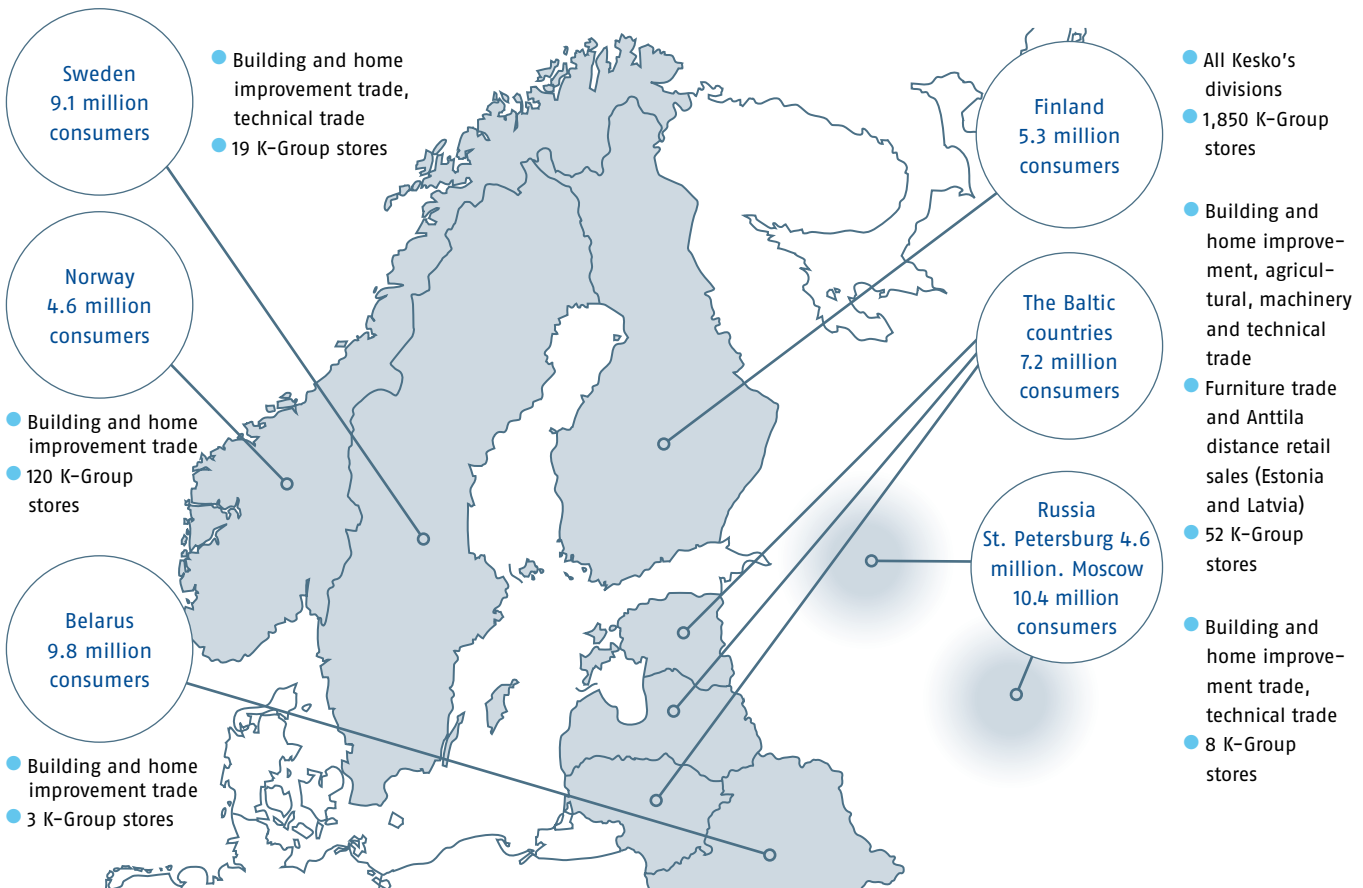 Sweden
9.1 million
consumers
Building and home
improvement trade,
technical trade
19 K-Group stores
Norway
4.6 million
consumers
Building and home
improvement trade
120 K-Group
stores
Belarus
9.8 million
consumers
Building and home
improvement trade
3 K-Group stores
Finland
5.3 million
consumers
All Kesko's
divisions
1,850 K-Group
stores
The Baltic
countries
7.2 million
consumers
Building and
home improve-
ment, agricul-
tural, machinery
and technical
trade
Furniture trade
and Anttila
distance retail
sales (Estonia
and Latvia)
52 K-Group
stores
Russia
St. Petersburg 4.6
million. Moscow
10.4 million
consumers
Building and
home improve-
ment trade,
technical trade
8 K-Group
stores